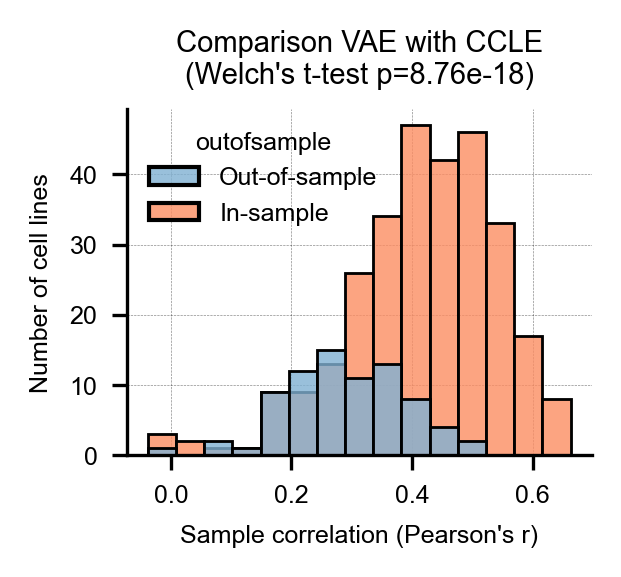 Comparison VAE with CCLE
(Welch's t-test p=8.76e-18)
outofsample
Out-of-sample
In-sample
Number of cell lines
40
30
20
10
0
0.0 0.2 0.4 0.6
Sample correlation (Pearson's r)